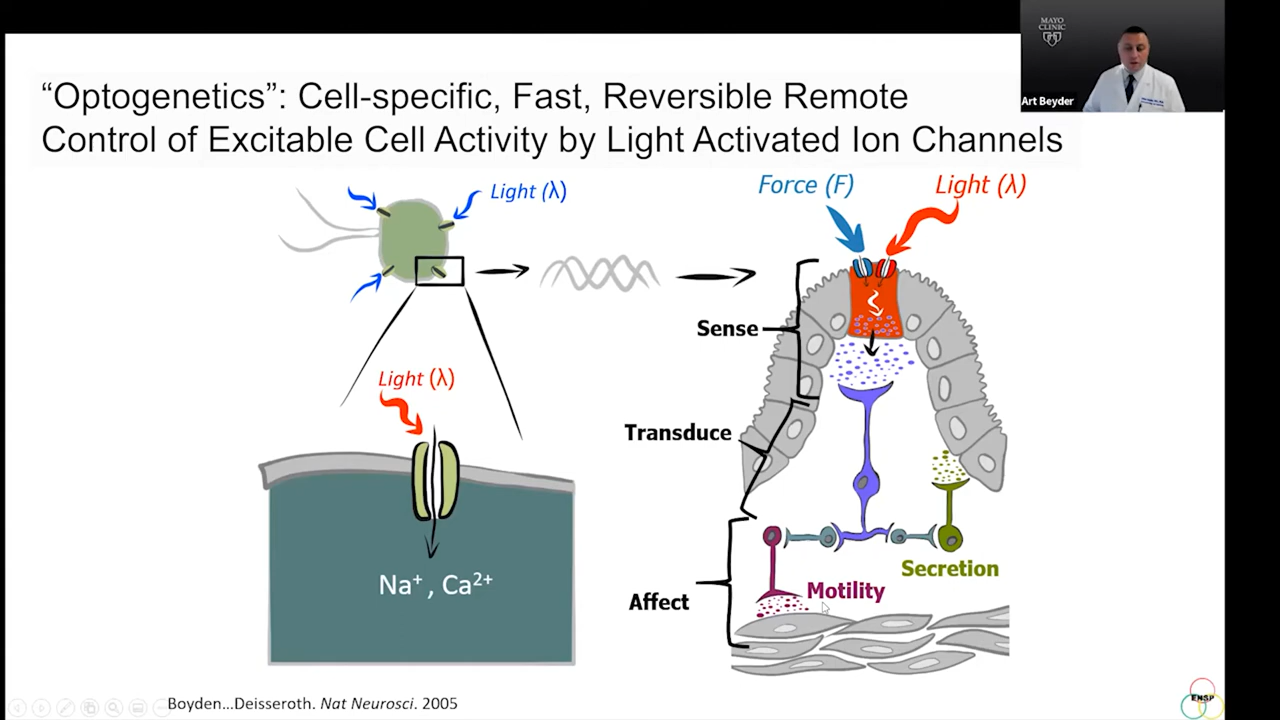 MAYO
CLINIC
Art Beyder
“Optogenetics”: Cell-specific, Fast, Reversible Remote
Control of Excitable Cell Activity by Light Activated Ion Channels
Light (λ)
Force (F)
Light (λ)
Sense
Light (λ)
Transduce
Na⁺ , Ca²⁺
Secretion
Motility
Affect
Boyden...Deisseroth. Nat Neurosci. 2005
ENSP